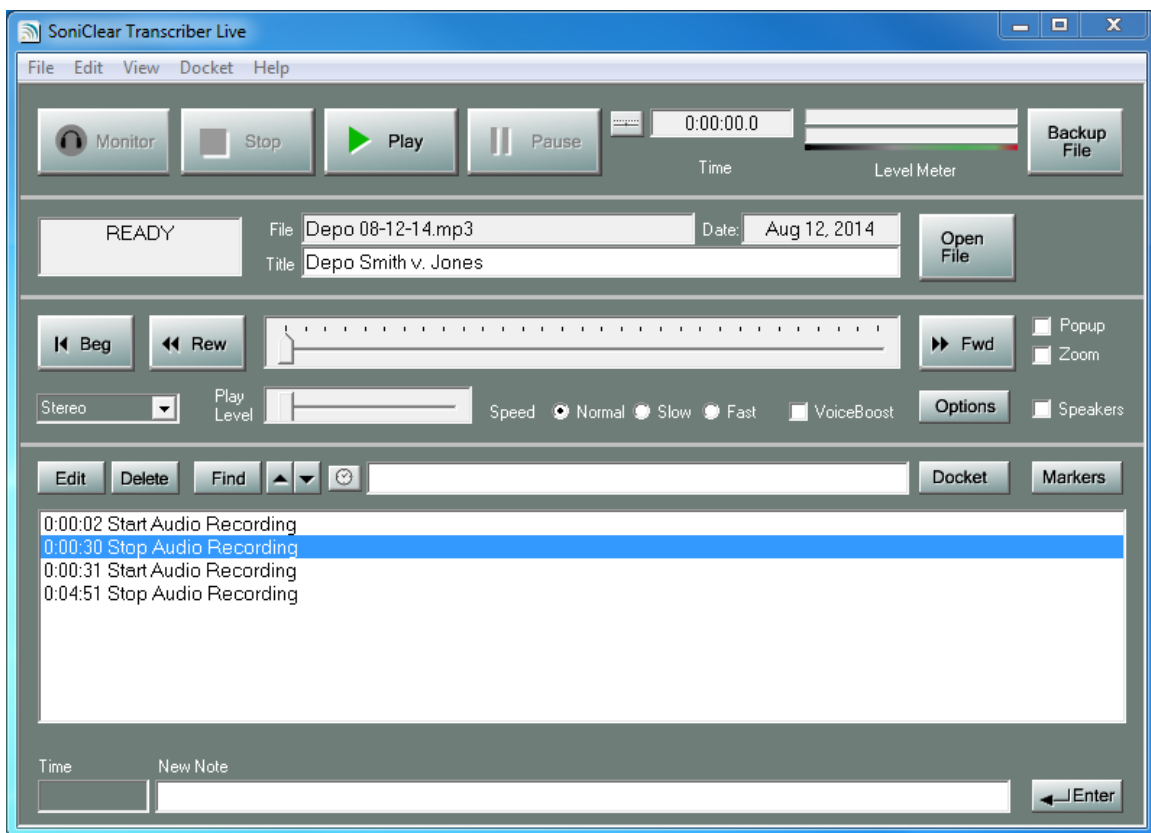 SoniClear Transcriber Live
File Edit View Docket Help
Monitor Stop Play Pause 0:00:00.0 Backup File
Time Level Meter
READY File Depo 08-12-14.mp3 Date: Aug 12, 2014 Open File
Title Depo Smith v. Jones
Beg Rew Fwd Popup
Zoom
Stereo Play Level Speed Normal Slow Fast VoiceBoost Options Speakers
Edit Delete Find Docket Markers
0:00:02 Start Audio Recording
0:00:30 Stop Audio Recording
0:00:31 Start Audio Recording
0:04:51 Stop Audio Recording
Time New Note
Enter